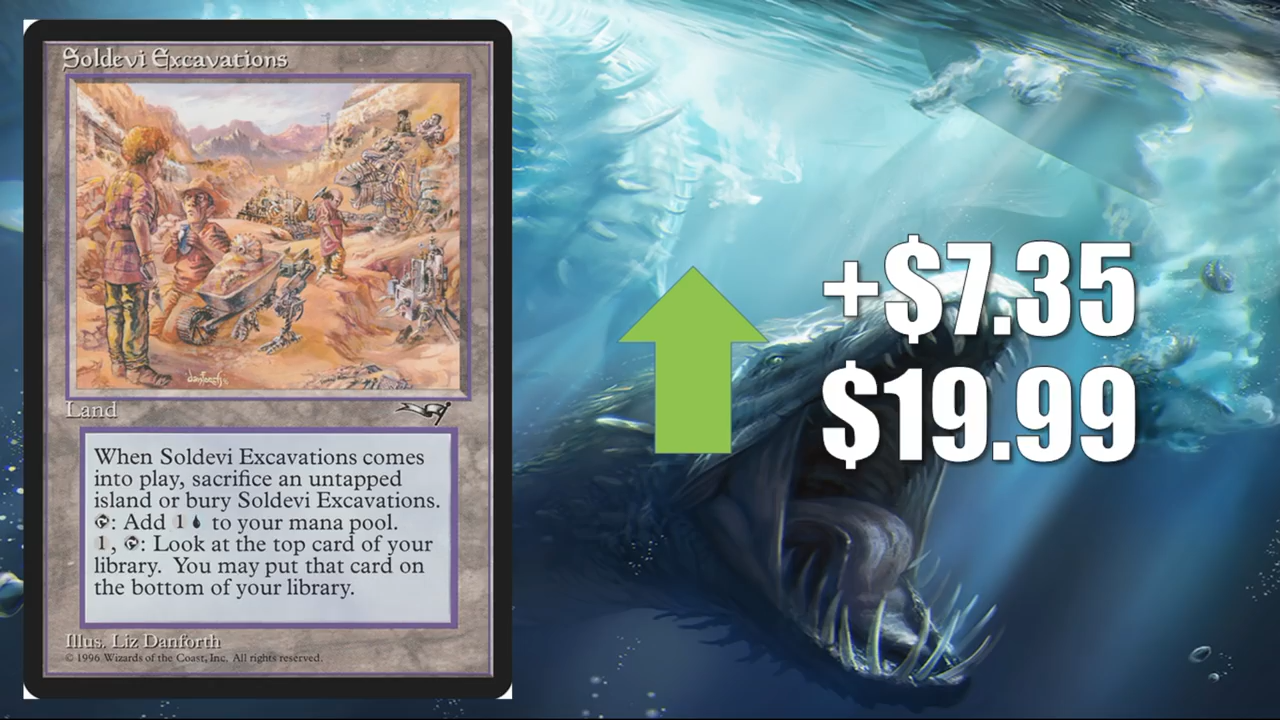 Soldevi Excavations
Land
When Soldevi Excavations comes
into play, sacrifice an untapped
island or bury Soldevi Excavations.
: Add 1 to your mana pool.
1, : Look at the top card of your
library. You may put that card on
the bottom of your library.
Illus. Liz Danforth
© 1996 Wizards of the Coast, Inc. All rights reserved.
+$7.35
$19.99